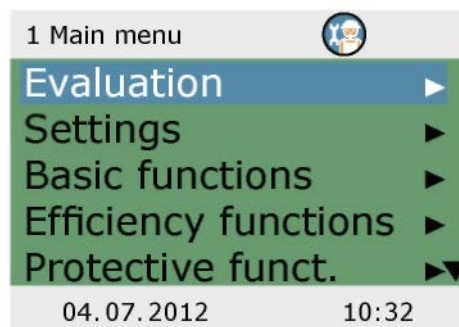 1 Main menu
Evaluation
Settings
Basic functions
Efficiency functions
Protective funct.
04.07.2012 10:32